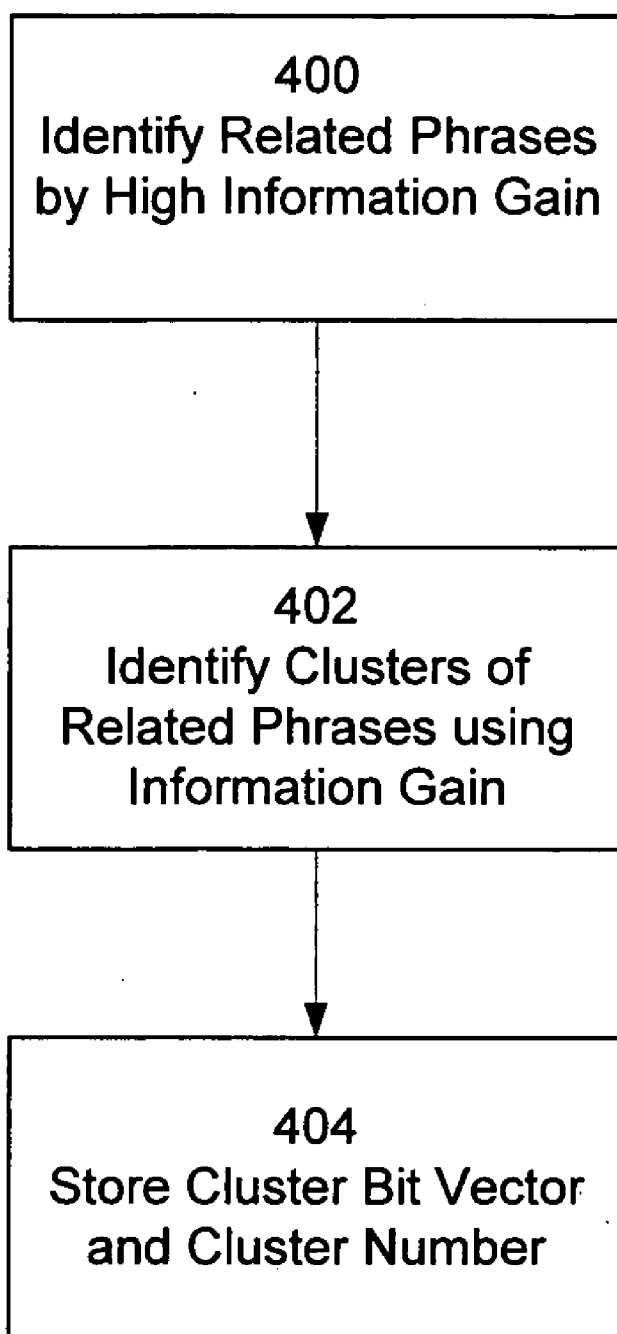 400
Identify Related Phrases
by High Information Gain
402
Identify Clusters of
Related Phrases using
Information Gain
404
Store Cluster Bit Vector
and Cluster Number